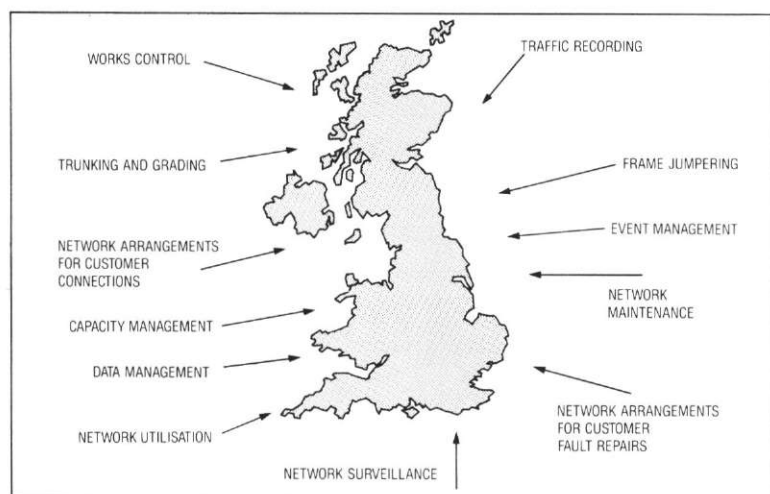 WORKS CONTROL
TRAFFIC RECORDING
TRUNKING AND GRADING
FRAME JUMPERING
EVENT MANAGEMENT
NETWORK ARRANGEMENTS
FOR CUSTOMER
CONNECTIONS
NETWORK
MAINTENANCE
CAPACITY MANAGEMENT
DATA MANAGEMENT
NETWORK ARRANGEMENTS
FOR CUSTOMER
FAULT REPAIRS
NETWORK UTILISATION
NETWORK SURVEILLANCE